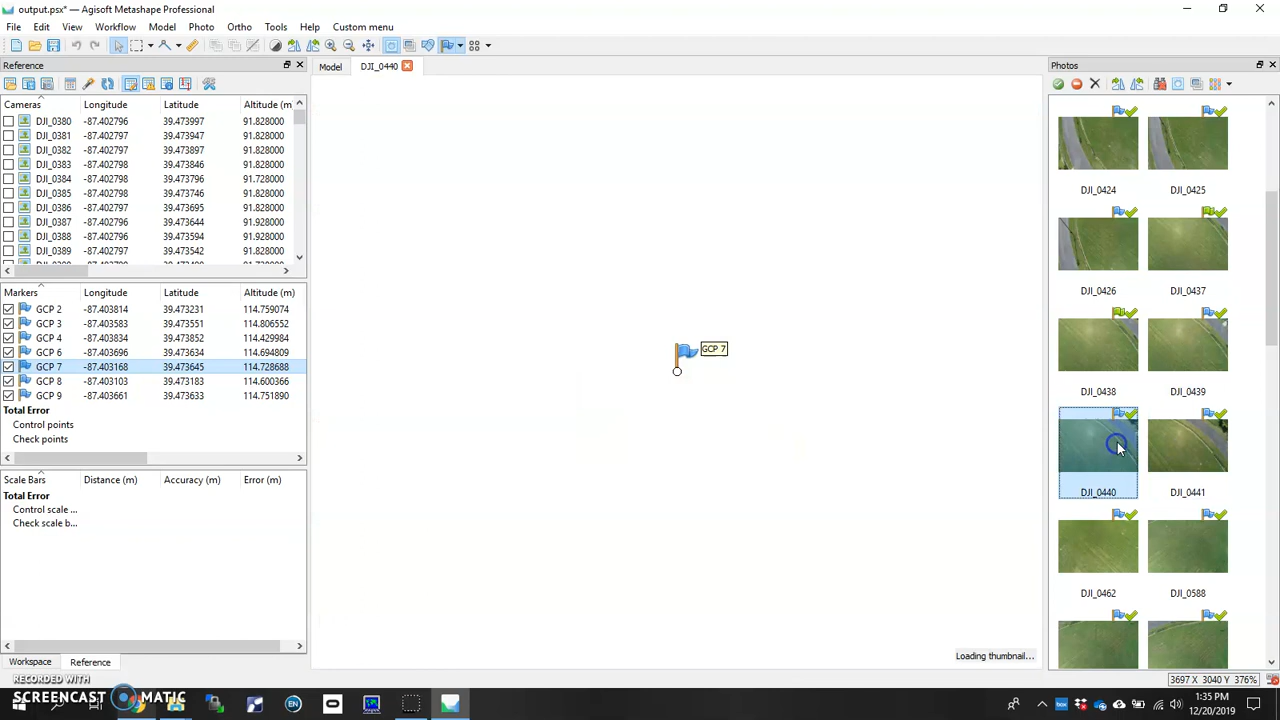 output.psx* — Agisoft Metashape Professional
File Edit View Workflow Model Photo Ortho Tools Help Custom menu
Reference
Cameras Longitude Latitude Altitude (m)
DJI_0380 -87.402796 39.473997 91.828000
DJI_0381 -87.402796 39.473947 91.828000
DJI_0382 -87.402796 39.473897 91.828000
DJI_0383 -87.402798 39.473846 91.828000
DJI_0384 -87.402798 39.473796 91.728000
DJI_0385 -87.402798 39.473746 91.828000
DJI_0386 -87.402796 39.473695 91.828000
DJI_0387 -87.402796 39.473644 91.928000
DJI_0388 -87.402796 39.473594 91.928000
DJI_0389 -87.402797 39.473542 91.828000
Markers Longitude Latitude Altitude (m)
GCP 2 -87.403814 39.473231 114.759074
GCP 3 -87.403583 39.473551 114.806552
GCP 4 -87.403834 39.473852 114.429984
GCP 6 -87.403696 39.473634 114.694809
GCP 7 -87.403168 39.473645 114.728688
GCP 8 -87.403103 39.473183 114.600366
GCP 9 -87.403661 39.473633 114.751890
Total Error
Control points
Check points
Scale Bars Distance (m) Accuracy (m) Error (m)
Total Error
Control scale ...
Check scale b...
Workspace Reference
Model DJI_0440
GCP 7
Loading thumbnail...
Photos
DJI_0424 DJI_0425
DJI_0426 DJI_0437
DJI_0438 DJI_0439
DJI_0440 DJI_0441
DJI_0462 DJI_0588
3697 X 3040 Y 376%
RECORDED WITH
SCREENCAST MATIC
EN
box
1:35 PM
12/20/2019